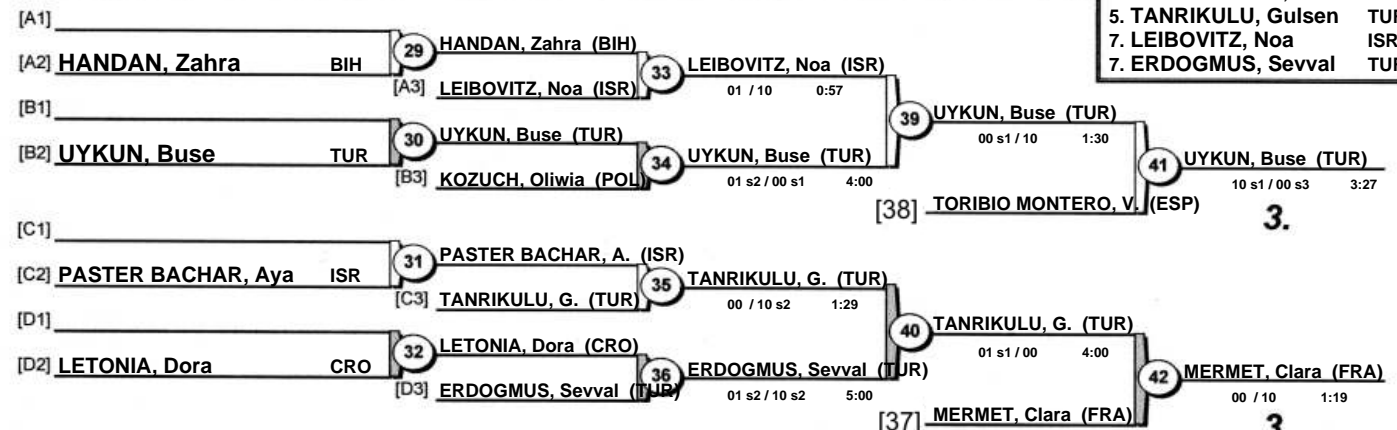 5. TANRIKULU, Gulsen
7. LEIBOVITZ, Noa ISR
7. ERDOGMUS, Sevval
[A1]
[A2] HANDAN, Zahra BIH
29 HANDAN, Zahra (BIH)
[A3] LEIBOVITZ, Noa (ISR)
33 LEIBOVITZ, Noa (ISR)
01 / 10 0:57
[B1]
[B2] UYKUN, Buse TUR
30 UYKUN, Buse (TUR)
[B3] KOZUCH, Oliwia (POL)
34 UYKUN, Buse (TUR)
01 s2 / 00 s1 4:00
39 UYKUN, Buse (TUR)
00 s1 / 10 1:30
[38] TORIBIO MONTERO, V. (ESP)
41 UYKUN, Buse (TUR)
10 s1 / 00 s3 3:27
3.
[C1]
[C2] PASTER BACHAR, Aya ISR
31 PASTER BACHAR, A. (ISR)
[C3] TANRIKULU, G. (TUR)
35 TANRIKULU, G. (TUR)
00 / 10 s2 1:29
[D1]
[D2] LETONIA, Dora CRO
32 LETONIA, Dora (CRO)
[D3] ERDOGMUS, Sevval (TUR)
36 ERDOGMUS, Sevval (TUR)
01 s2 / 10 s2 5:00
40 TANRIKULU, G. (TUR)
01 s1 / 00 4:00
[37] MERMET, Clara (FRA)
42 MERMET, Clara (FRA)
00 / 10 1:19
3